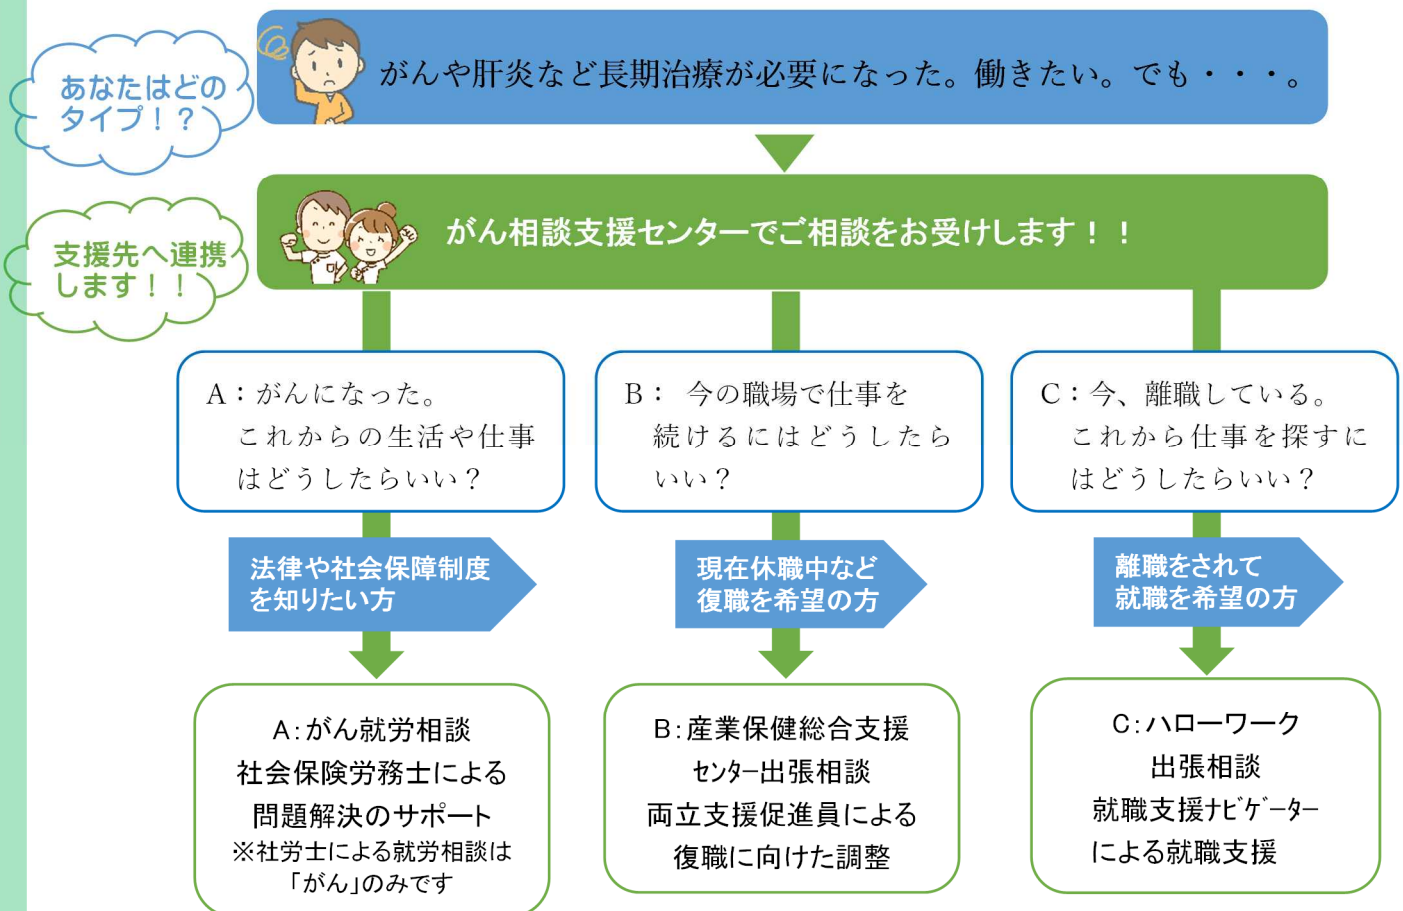 あなたはどの
タイプ！？
がんや肝炎など長期治療が必要になった。働きたい。でも・・・。
支援先へ連携
します！！
がん相談支援センターでご相談をお受けします！！
A：がんになった。
これからの生活や仕事
はどうしたらいい？
B： 今の職場で仕事を
続けるにはどうしたら
いい？
C：今、離職している。
これから仕事を探すに
はどうしたらいい？
法律や社会保障制度
を知りたい方
現在休職中など
復職を希望の方
離職をされて
就職を希望の方
A：がん就労相談
社会保険労務士による
問題解決のサポート
※社労士による就労相談は
「がん」のみです
B：産業保健総合支援
ｾﾝﾀｰ出張相談
両立支援促進員による
復職に向けた調整
C：ハローワーク
出張相談
就職支援ﾅﾋﾞｹﾞｰﾀｰ
による就職支援